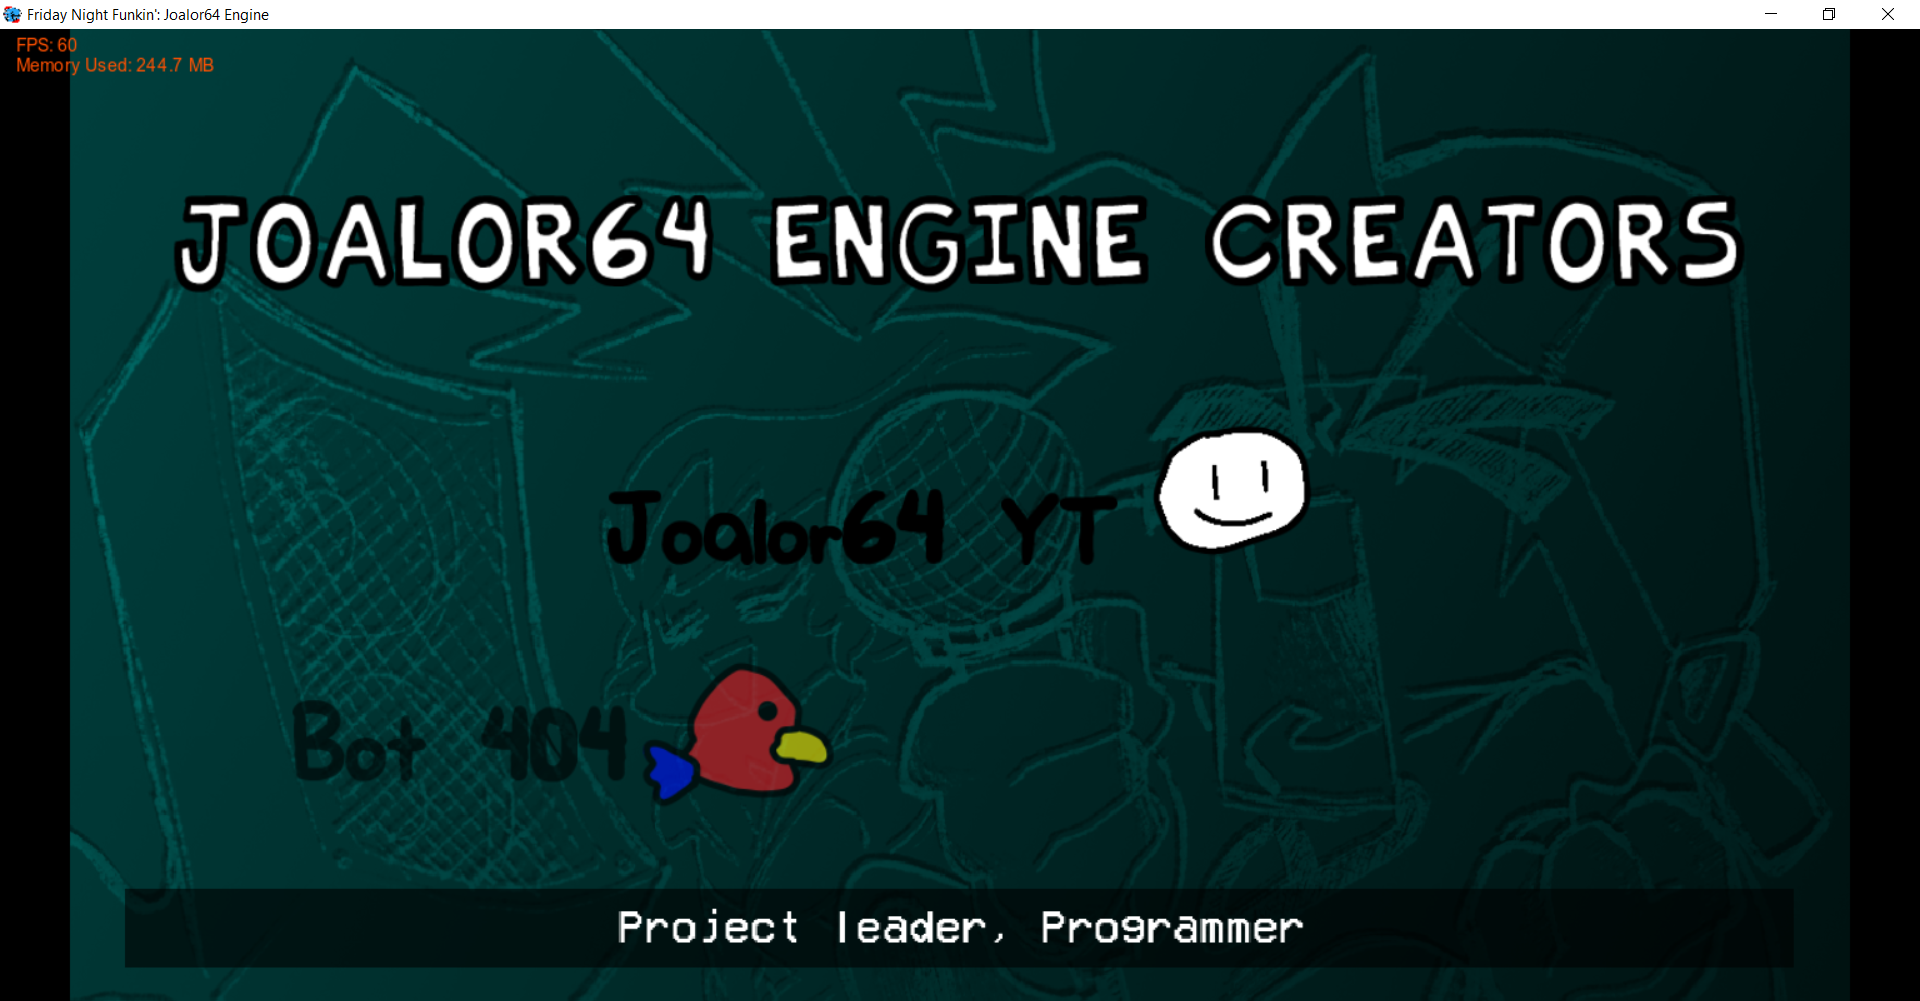 Friday Night Funkin': Joalor64 Engine
FPS: 60
Memory Used: 244.7 MB
JOALOR64 ENGINE CREATORS
Joalor64 YT
Bot 404
Project leader, Programmer